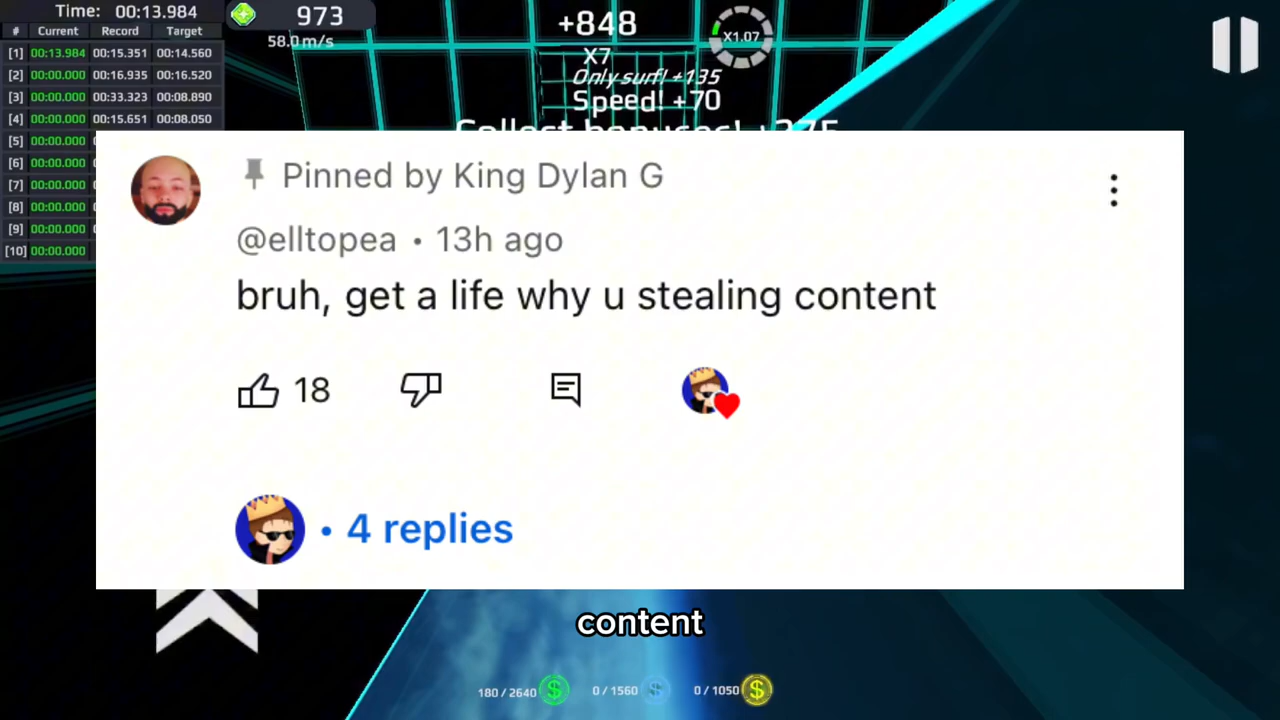 Time: 00:13.984
# Current Record Target
[1] 00:13.984 00:15.351 00:14.560
[2] 00:00.000 00:16.935 00:16.520
[3] 00:00.000 00:33.323 00:08.890
[4] 00:00.000 00:15.651 00:08.050
[5] 00:00.000
[6] 00:00.000
[7] 00:00.000
[8] 00:00.000
[9] 00:00.000
[10] 00:00.000
973
58.0 m/s
+848
X7
Only surf! +135
Speed! +70
Collect bonuses! +275
X1.07
Pinned by King Dylan G
@elltopea • 13h ago
bruh, get a life why u stealing content
18
• 4 replies
content
180 / 2640 $ 0 / 1560 $ 0 / 1050 $